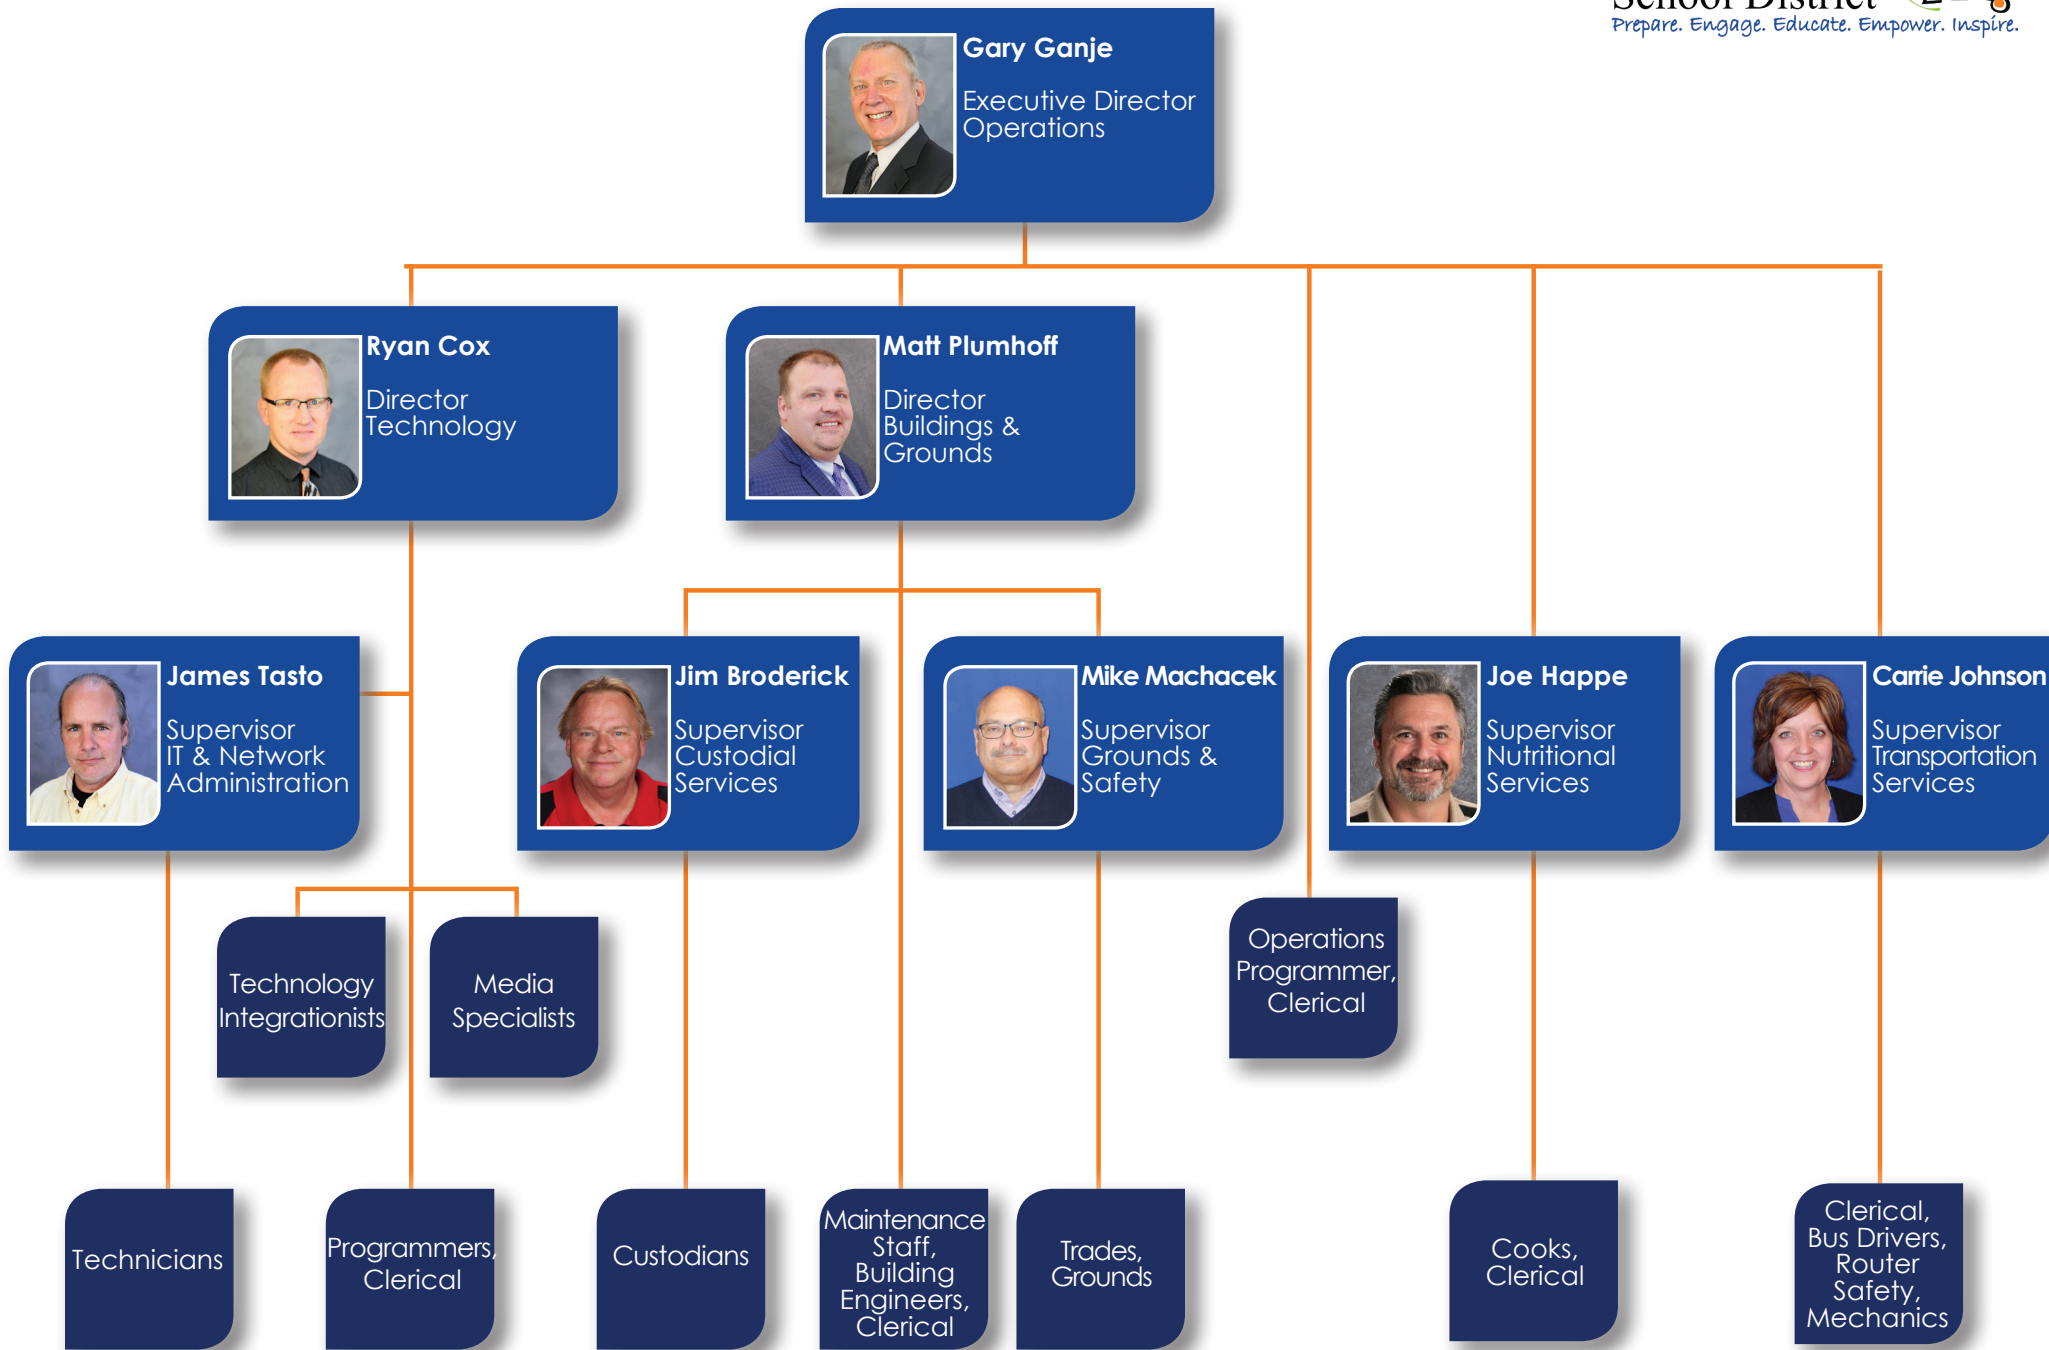 School District
Prepare. Engage. Educate. Empower. Inspire.
Gary Ganje
Executive Director
Operations
Ryan Cox
Director
Technology
Matt Plumhoff
Director
Buildings &
Grounds
James Tasto
Supervisor
IT & Network
Administration
Jim Broderick
Supervisor
Custodial
Services
Mike Machacek
Supervisor
Grounds &
Safety
Joe Happe
Supervisor
Nutritional
Services
Carrie Johnson
Supervisor
Transportation
Services
Technology
Integrationists
Media
Specialists
Operations
Programmer,
Clerical
Technicians
Programmers,
Clerical
Custodians
Maintenance
Staff,
Building
Engineers,
Clerical
Trades,
Grounds
Cooks,
Clerical
Clerical,
Bus Drivers,
Router
Safety,
Mechanics